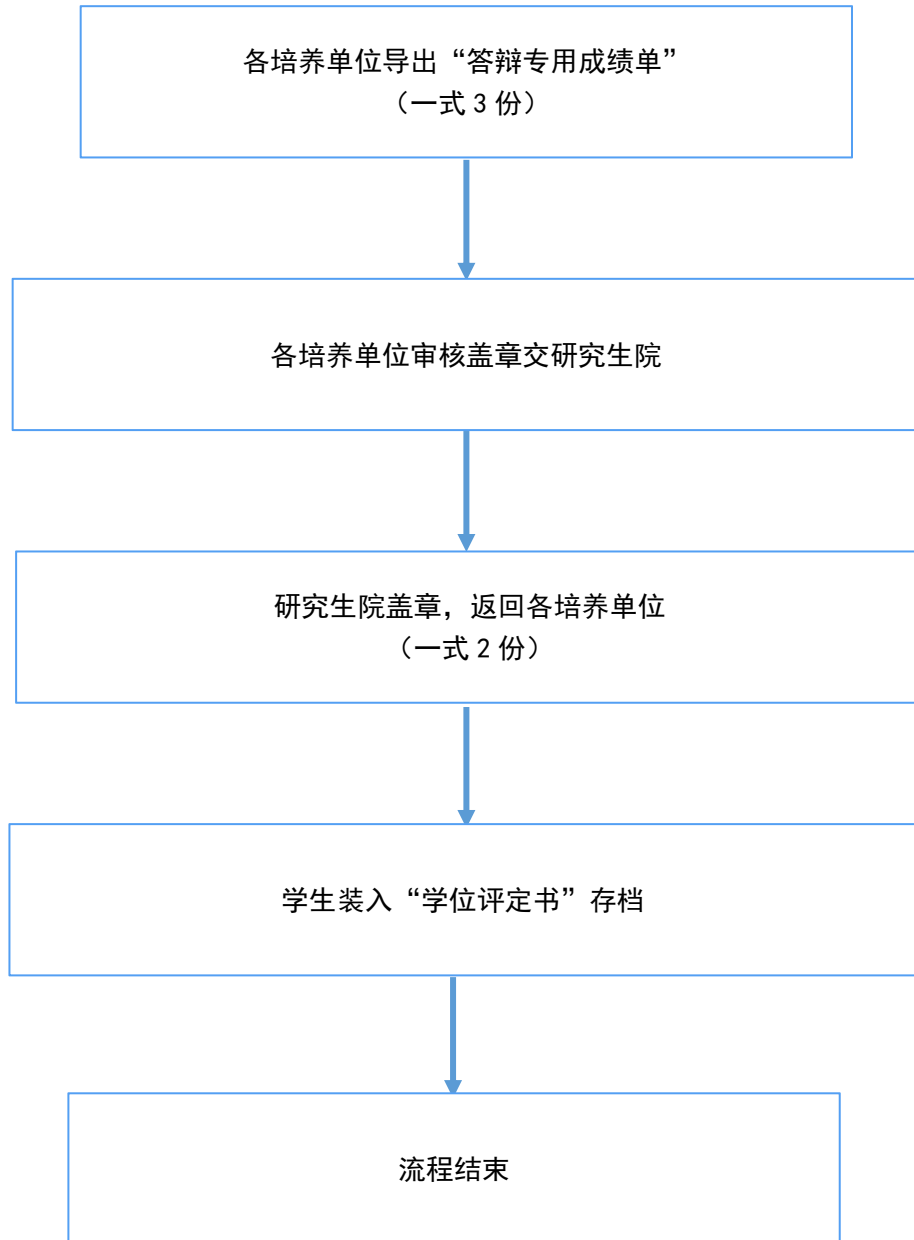 各培养单位导出“答辩专用成绩单”
（一式 3 份）
各培养单位审核盖章交研究生院
研究生院盖章，返回各培养单位
（一式 2 份）
学生装入“学位评定书”存档
流程结束